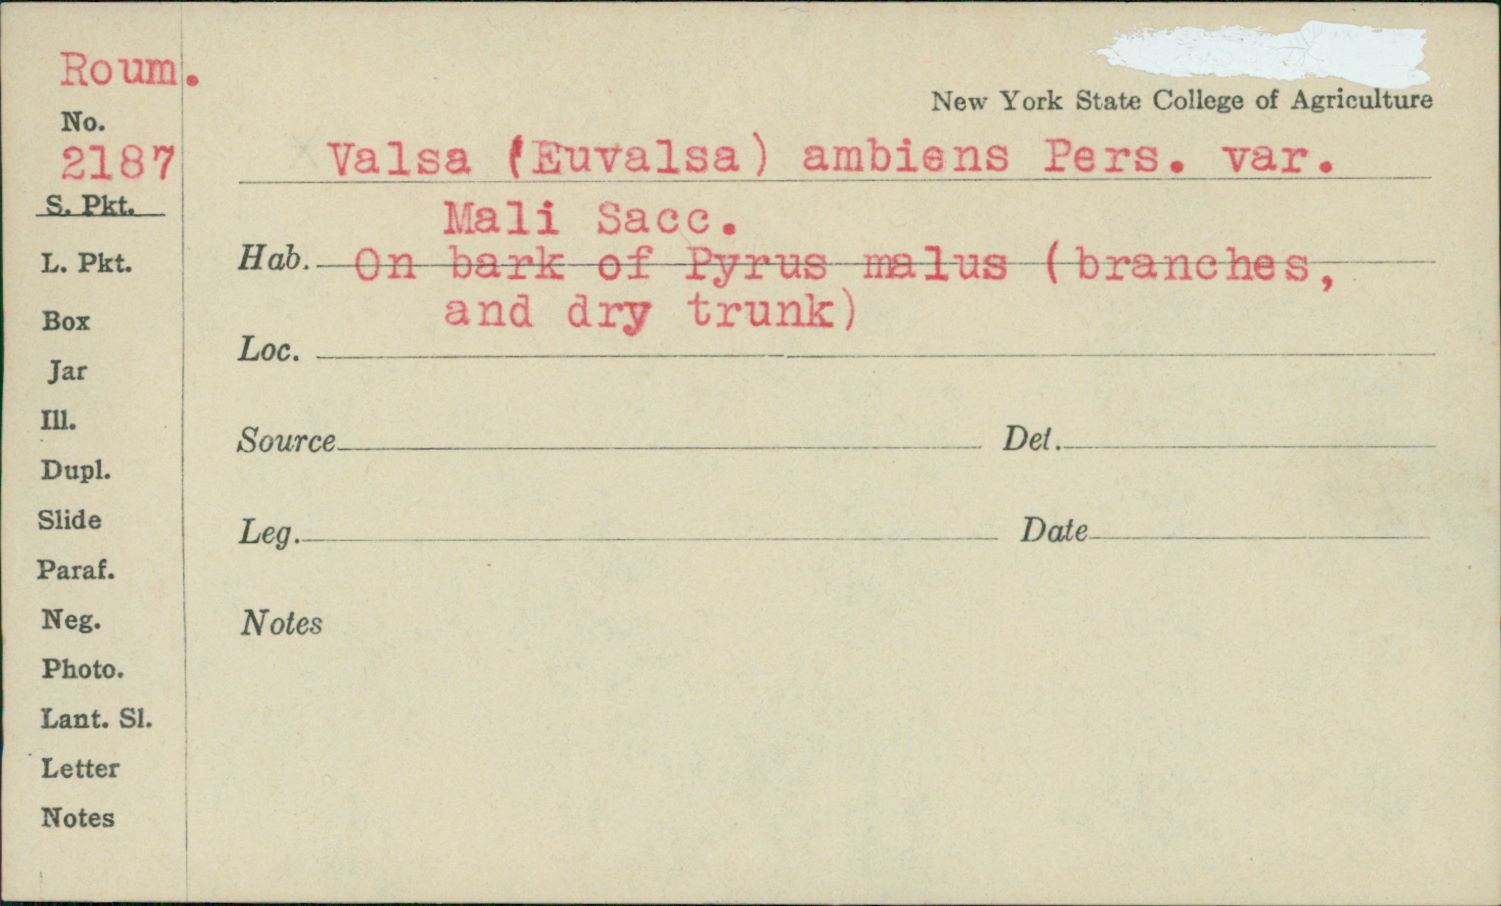 Roum.
New York State College of Agriculture
No.
2187
Valsa (Euvalsa) ambiens Pers. var.
Mali Sacc.
S. Pkt.
Hab. On bark of Pyrus malus (branches,
and dry trunk)
L. Pkt.
Box
Loc.
Jar
Ill.
Source Det.
Dupl.
Slide
Leg. Date
Paraf.
Neg.
Notes
Photo.
Lant. Sl.
Letter
Notes